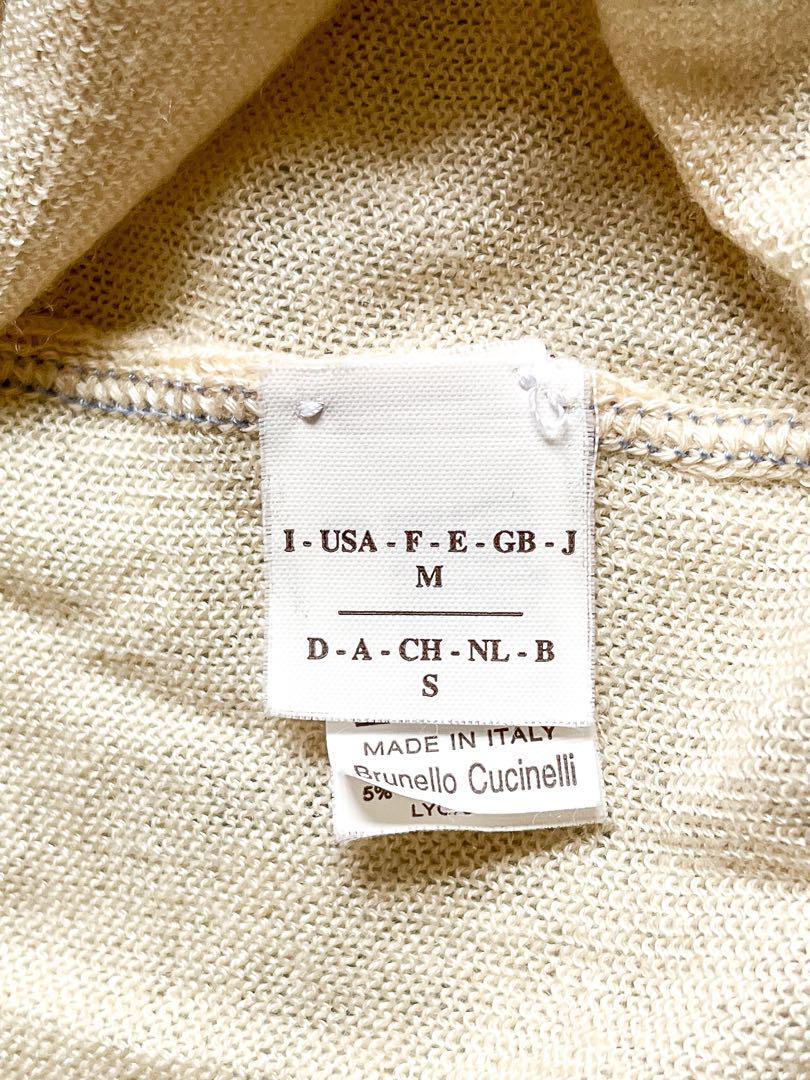 I - USA - F - E - GB - J
M
D - A - CH - NL - B
S
MADE IN ITALY
Brunello Cucinelli
5%